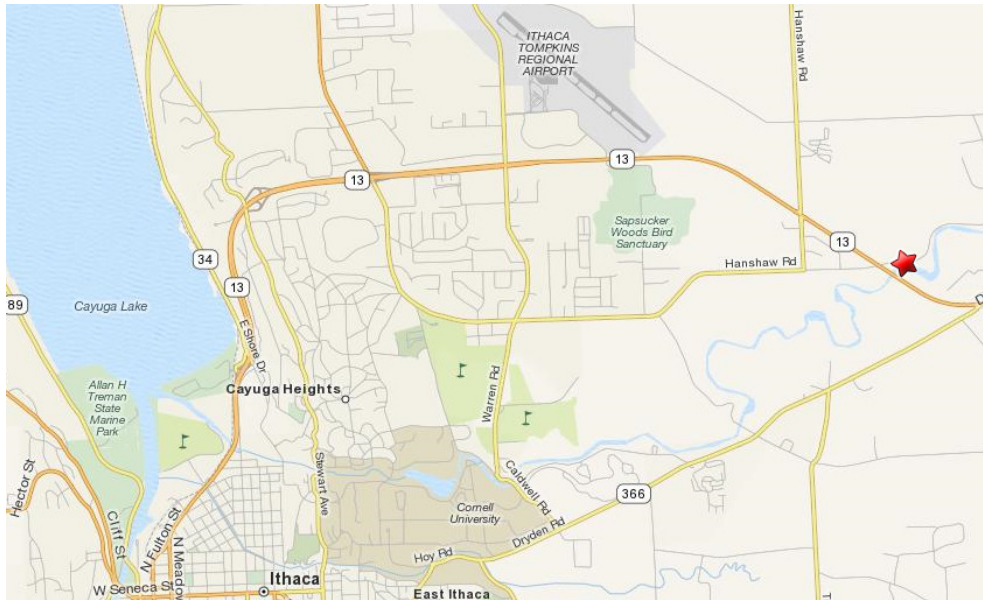 ITHACA
TOMPKINS
REGIONAL
AIRPORT
Hanshaw Rd
13
13
Sapsucker
Woods Bird
Sanctuary
13
34
Hanshaw Rd
13
89
Cayuga Lake
E Shore Dr
Allan H
Treman
State
Marine
Park
Cayuga Heights
Warren Rd
Hector St
Stewart Ave
Caldwell Rd
366
Cornell
University
Cliff St
N Fulton St
N Meadow
Dryden Rd
Hoy Rd
W Seneca St
Ithaca
East Ithaca
D
T